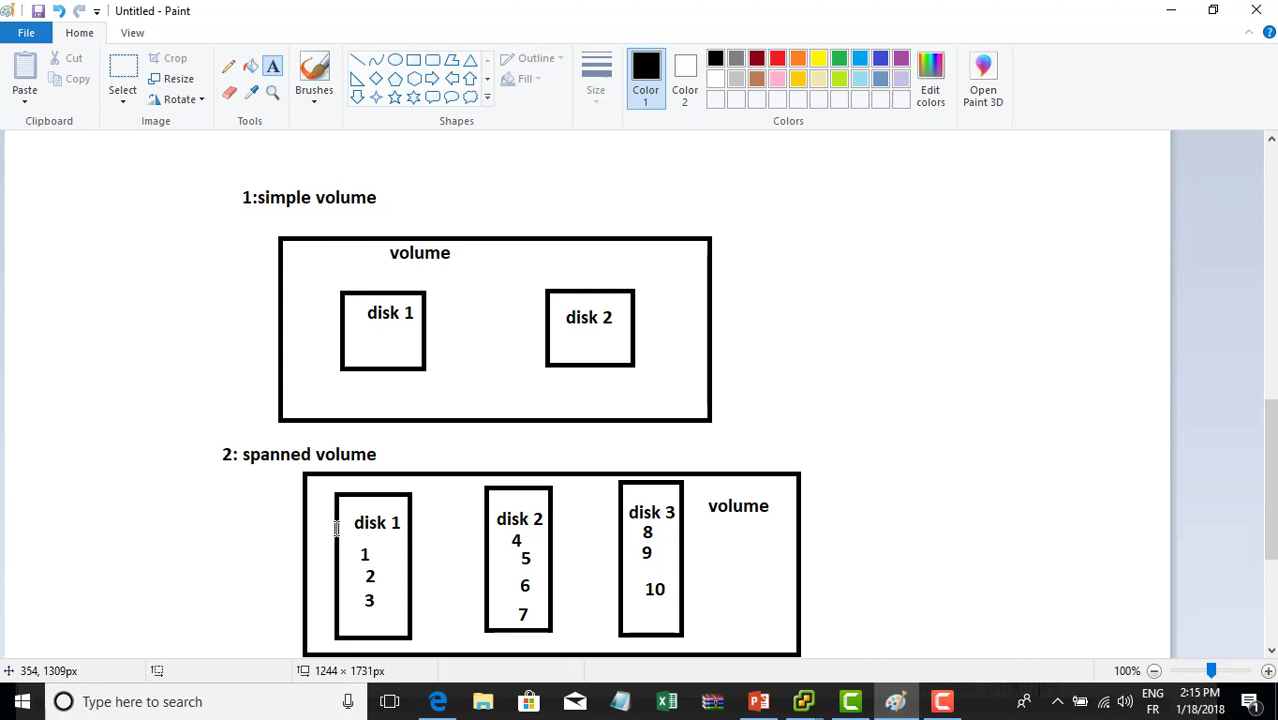 Untitled - Paint
File
Home
View
Paste
Cut
Copy
Clipboard
Select
Crop
Resize
Rotate
Image
A
Tools
Brushes
Outline
Fill
Shapes
Size
Color 1
Color 2
Edit colors
Colors
Open Paint 3D
1:simple volume
volume
disk 1
disk 2
2: spanned volume
disk 1
1
2
3
disk 2
4
5
6
7
disk 3
8
9
10
volume
354, 1309px
1244 × 1731px
100%
Type here to search
ENG
FR
2:15 PM
1/18/2018
1